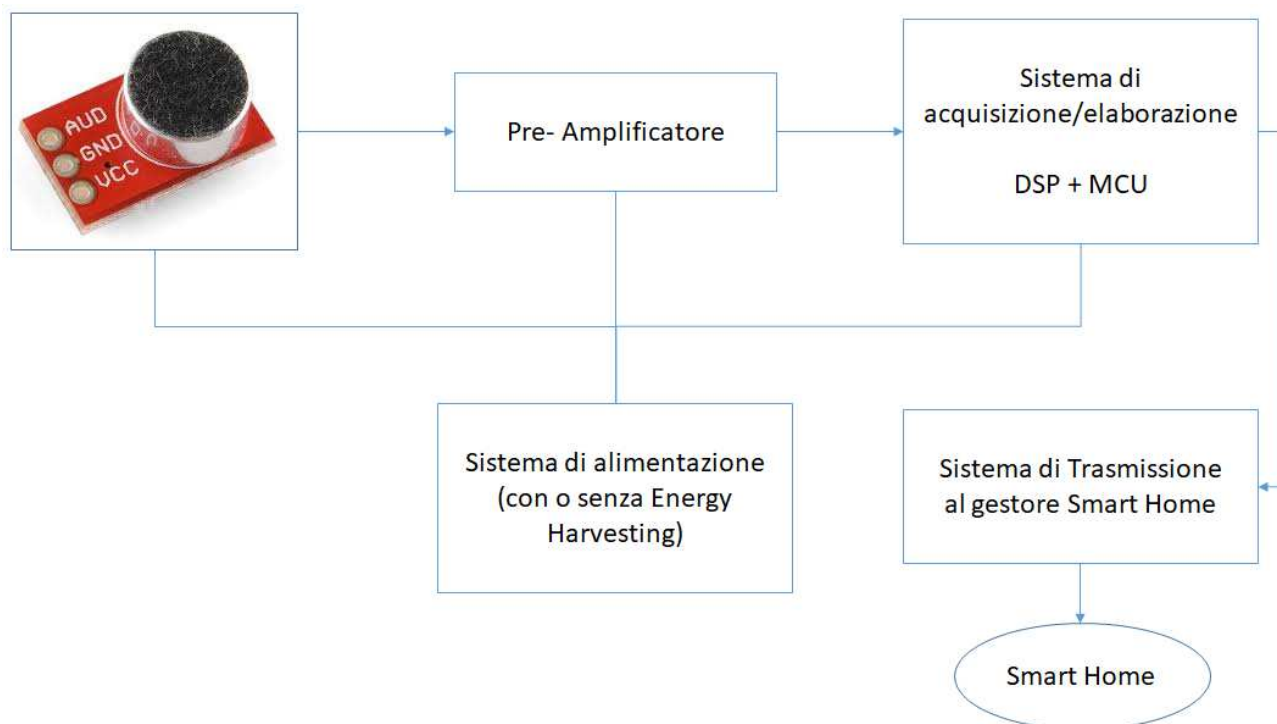 AUD
GND
VCC
Pre- Amplificatore
Sistema di
acquisizione/elaborazione
DSP + MCU
Sistema di alimentazione
(con o senza Energy
Harvesting)
Sistema di Trasmissione
al gestore Smart Home
Smart Home